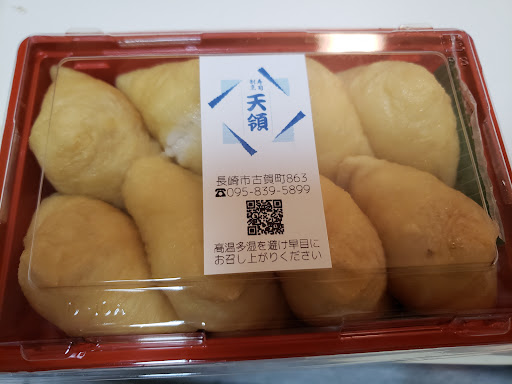 寿司
割烹
天領
長崎市古賀町863
☎095-839-5899
高温多湿を避け早目に
お召し上がりください